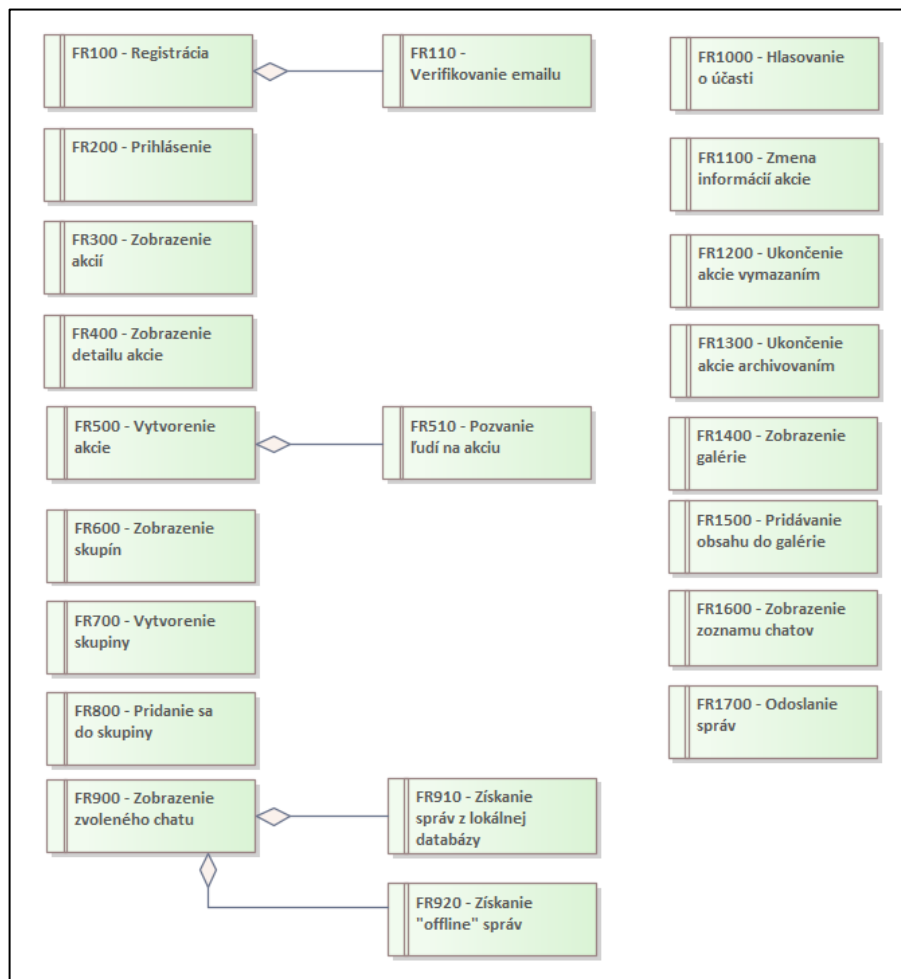 FR100 - Registrácia
FR110 -
Verifikovanie emailu
FR200 - Prihlásenie
FR300 - Zobrazenie
akcií
FR400 - Zobrazenie
detailu akcie
FR500 - Vytvorenie
akcie
FR510 - Pozvanie
ľudí na akciu
FR600 - Zobrazenie
skupín
FR700 - Vytvorenie
skupiny
FR800 - Pridanie sa
do skupiny
FR900 - Zobrazenie
zvoleného chatu
FR910 - Získanie
správ z lokálnej
databázy
FR920 - Získanie
"offline" správ
FR1000 - Hlasovanie
o účasti
FR1100 - Zmena
informácií akcie
FR1200 - Ukončenie
akcie vymazaním
FR1300 - Ukončenie
akcie archivovaním
FR1400 - Zobrazenie
galérie
FR1500 - Pridávanie
obsahu do galérie
FR1600 - Zobrazenie
zoznamu chatov
FR1700 - Odoslanie
správ